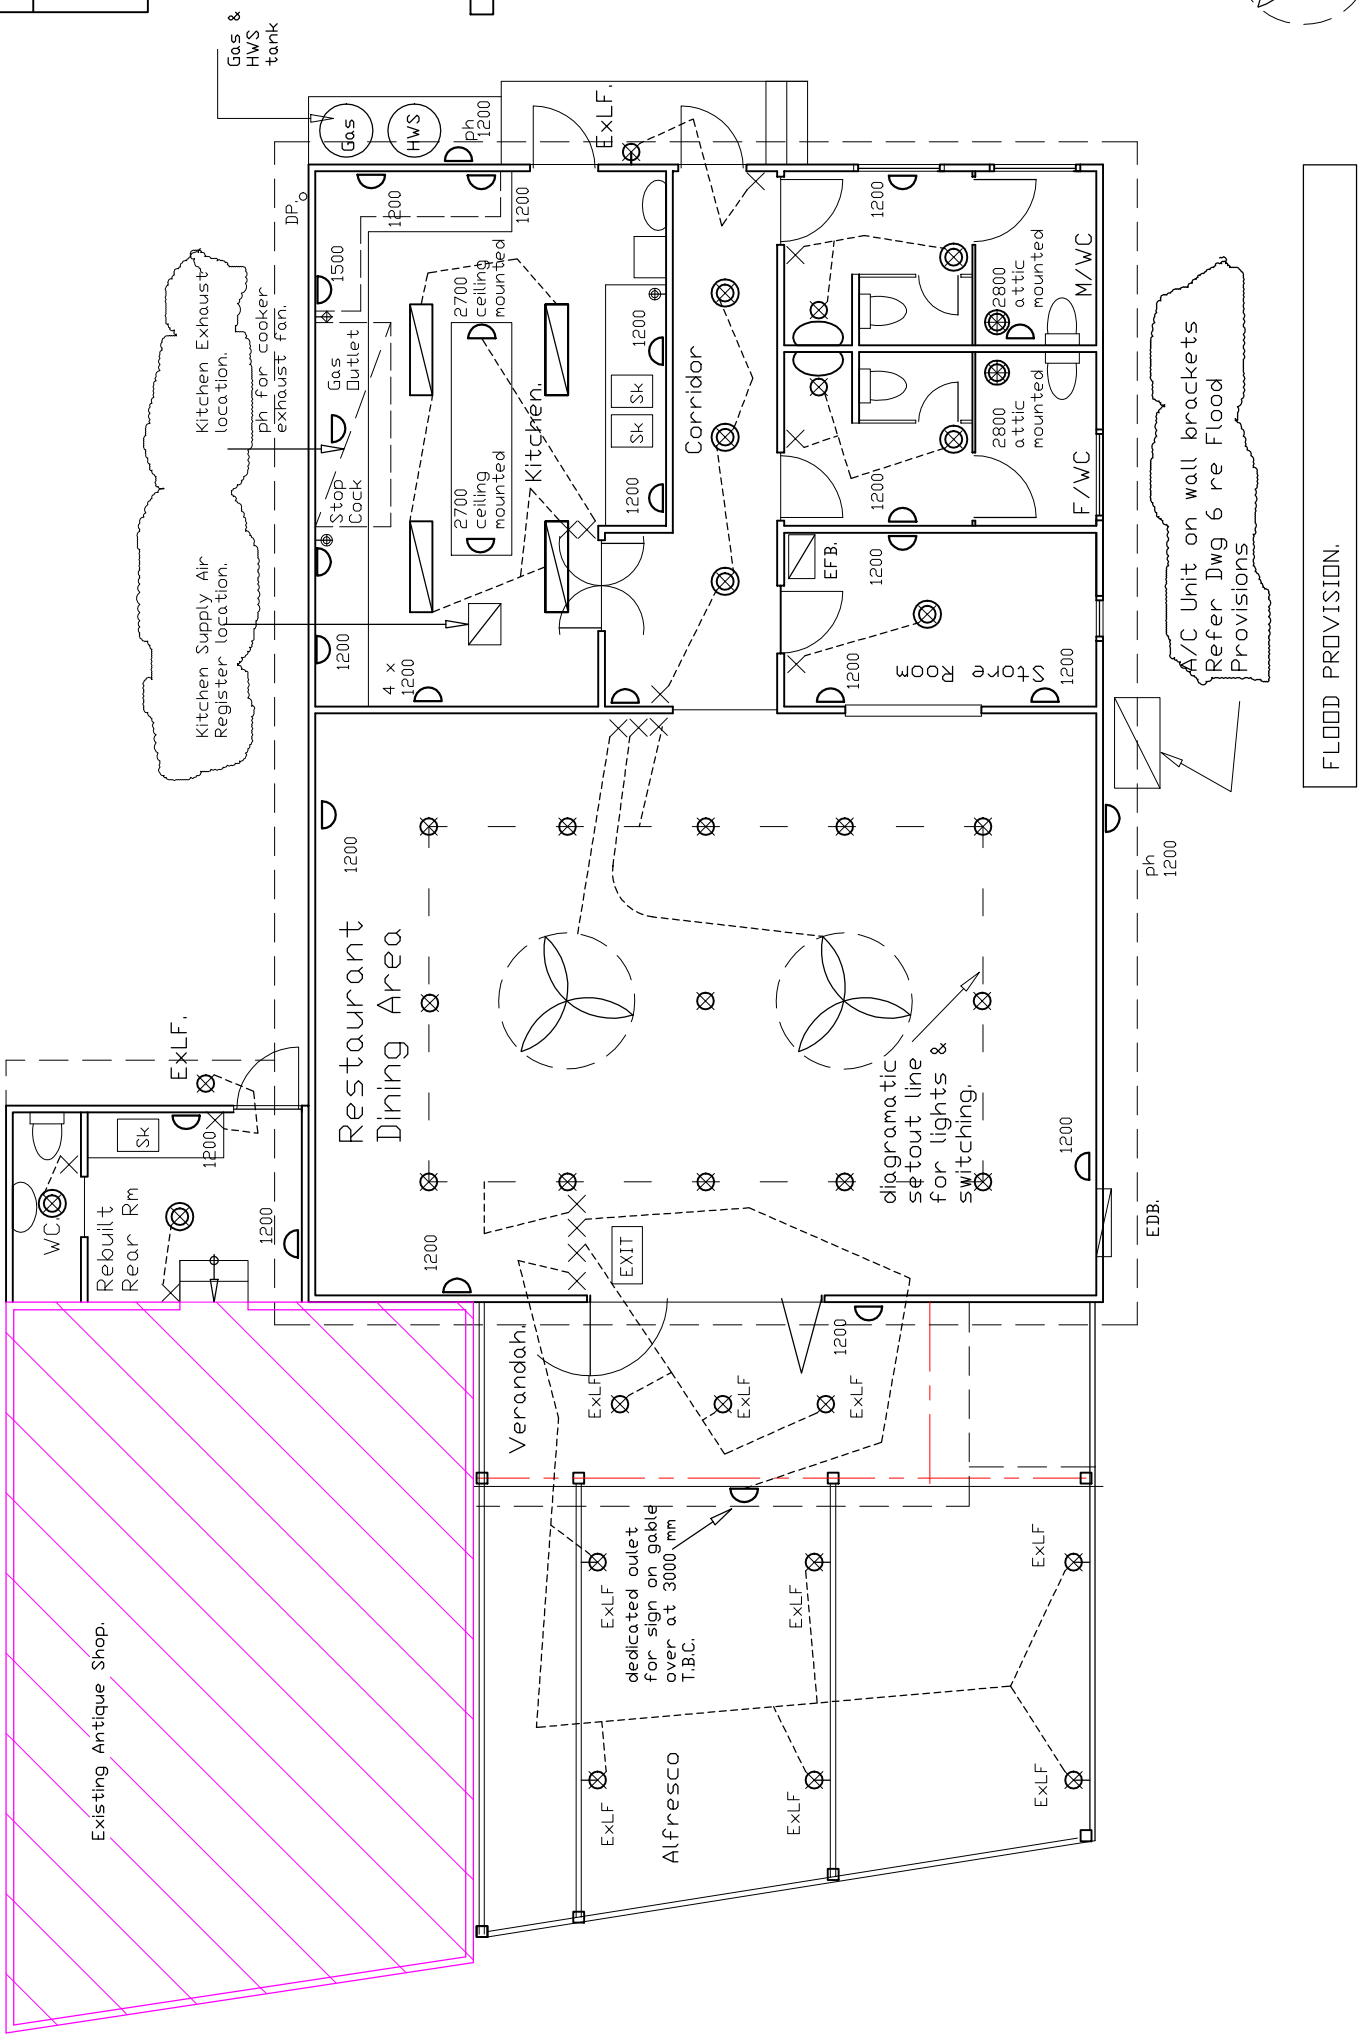 Gas &
HWS
tank
Gas
HWS
ph
1200
ExLF.
DP.
1200
1200
1500
Kitchen Exhaust
location.
ph for cooker
exhaust fan.
Gas
Outlet
Stop
Cock
2700
ceiling
mounted
2700
ceiling
mounted
Kitchen.
1200
Sk
Sk
1200
Kitchen Supply Air
Register location.
1200
4 x
1200
Corridor
1200
2800
attic
mounted
M/WC
2800
attic
mounted
1200
F/WC
EFB.
1200
1200
Store
Room
1200
A/C Unit on wall brackets
Refer Dwg 6 re Flood
Provisions
FLOOD PROVISION.
ph
1200
1200
Restaurant
Dining Area
diagramatic
setout line
for lights &
switching.
1200
EDB.
1200
EXIT
ExLF.
Sk
1200
WC.
Rebuilt
Rear Rm
1200
Verandah.
1200
ExLF
ExLF
ExLF
dedicated oulet
for sign on gable
over at 3000 mm
T.B.C.
ExLF
ExLF
ExLF
Alfresco
ExLF
ExLF
ExLF
Existing Antique Shop.